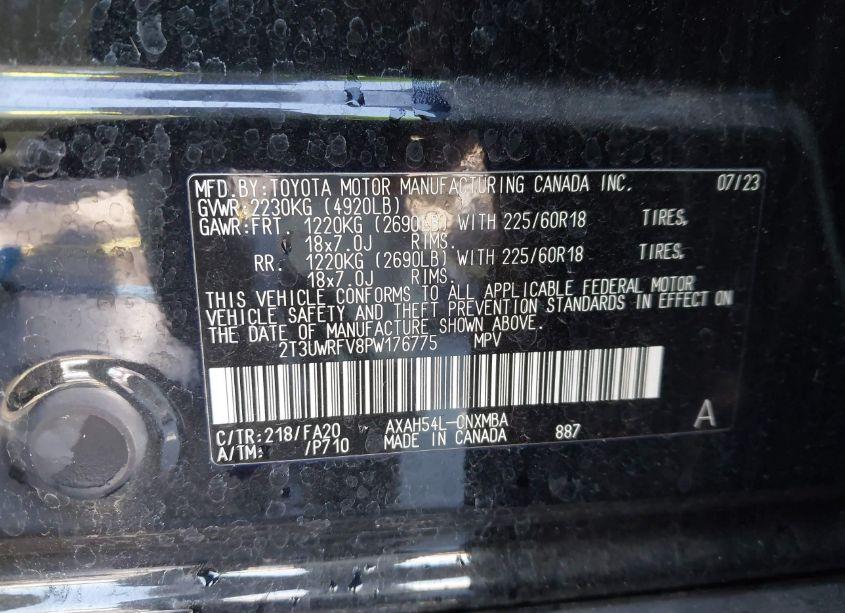 MFD.BY:TOYOTA MOTOR MANUFACTURING CANADA INC. 07/23
GVWR:2230KG (4920LB)
GAWR:FRT. 1220KG (2690LB) WITH 225/60R18 TIRES,
18x7.0J RIMS.
RR. 1220KG (2690LB) WITH 225/60R18 TIRES,
18x7.0J RIMS.
THIS VEHICLE CONFORMS TO ALL APPLICABLE FEDERAL MOTOR
VEHICLE SAFETY AND THEFT PREVENTION STANDARDS IN EFFECT ON
THE DATE OF MANUFACTURE SHOWN ABOVE.
2T3UWRFV8PW176775 MPV
C/TR:218/FA20 AXAH54L-CNXMBA
A/TM: /P710 MADE IN CANADA 887 A